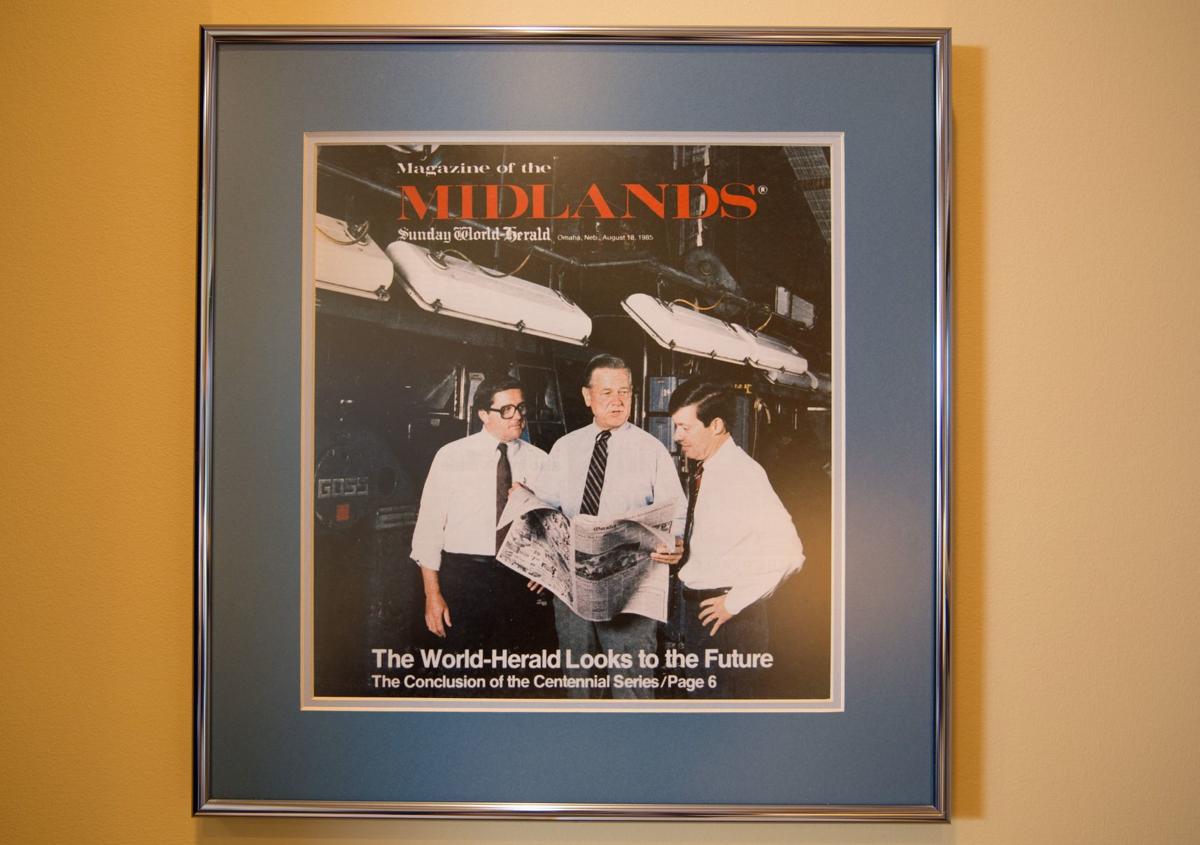 Magazine of the
MIDLANDS®
Sunday World-Herald Omaha, Neb., August 18, 1985
GOSS
The World-Herald Looks to the Future
The Conclusion of the Centennial Series/Page 6